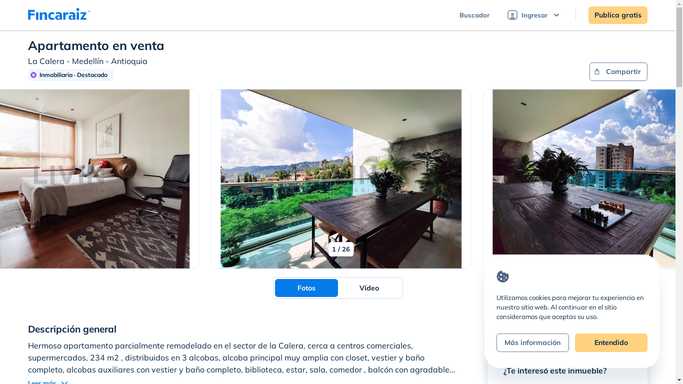 Fincaraiz
Buscador
Ingresar
Publica gratis
Apartamento en venta
La Calera - Medellín - Antioquia
Inmobiliaria - Destacado
Compartir
1 / 26
Fotos
Video
Descripción general
Hermoso apartamento parcialmente remodelado en el sector de la Calera, cerca a centros comerciales,
supermercados, 234 m2 , distribuidos en 3 alcobas, alcoba principal muy amplia con closet, vestier y baño
completo, alcobas auxiliares con vestier y baño completo, biblioteca, estar, sala, comedor , balcón con agradable...
Leer más
Utilizamos cookies para mejorar tu experiencia en
nuestro sitio web. Al continuar en el sitio
consideramos que aceptas su uso.
Más información
Entendido
¿Te interesó este inmueble?